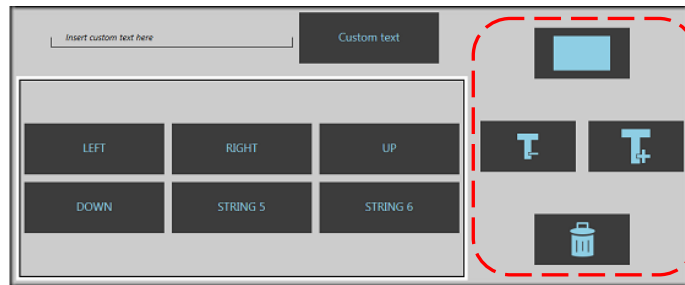 Insert custom text here
Custom text
LEFT RIGHT UP
T- T+
DOWN STRING 5 STRING 6